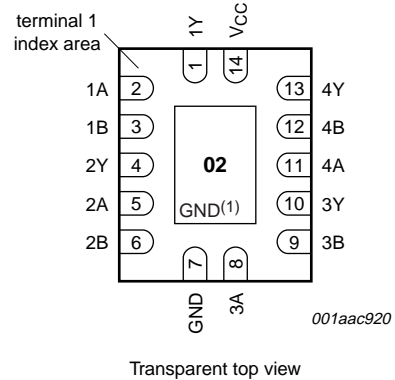 terminal 1
index area
1Y
VCC
1
14
1A 2
13 4Y
1B 3
12 4B
2Y 4
02
11 4A
2A 5
GND(1)
10 3Y
2B 6
9 3B
7
8
GND
3A
001aac920
Transparent top view